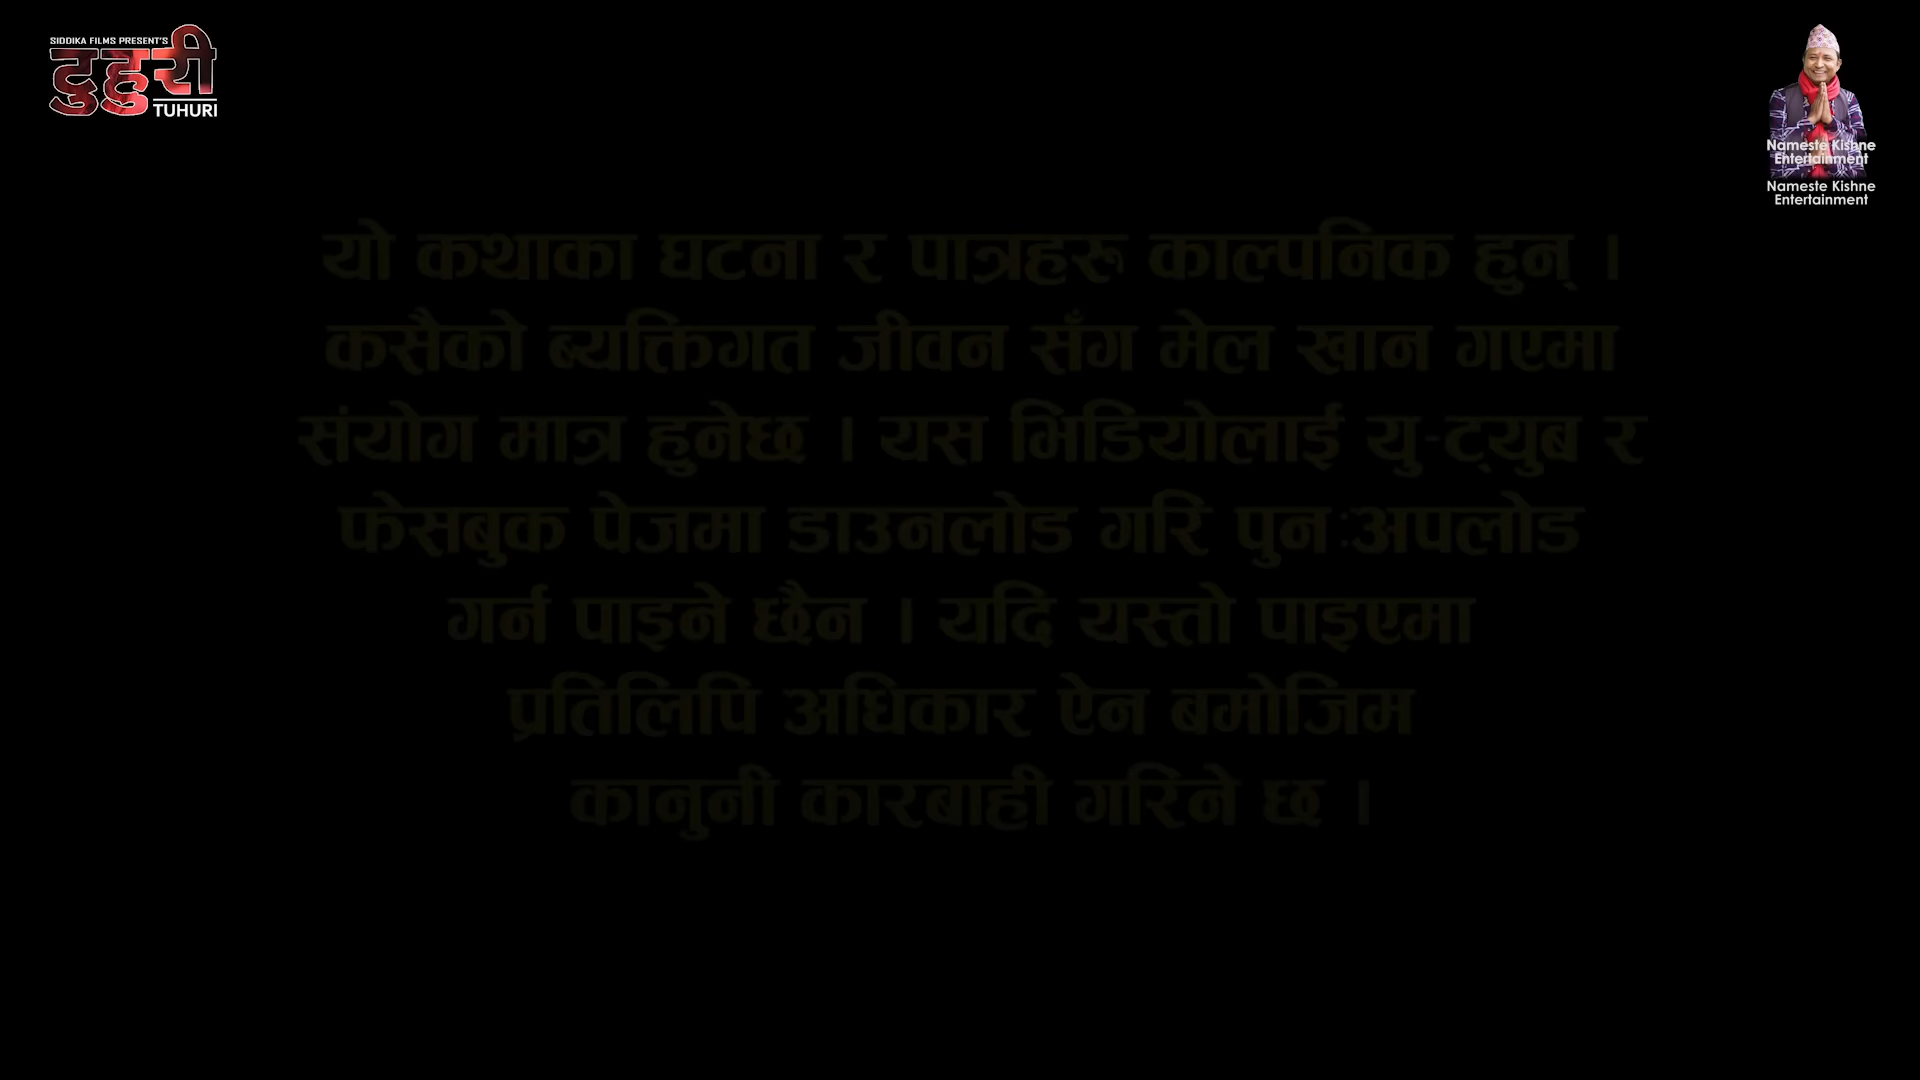 SIDDIKA FILMS PRESENT'S
टुहुरी
TUHURI
Nameste Kishne
Entertainment
Nameste Kishne
Entertainment
यो कथाका घटना र पात्रहरू काल्पनिक हुन् ।
कसैको ब्यक्तिगत जीवन सँग मेल खान गएमा
संयोग मात्र हुनेछ । यस भिडियोलाई यु-ट्युब र
फेसबुक पेजमा डाउनलोड गरि पुनःअपलोड
गर्न पाइने छैन । यदि यस्तो पाइएमा
प्रतिलिपि अधिकार ऐन बमोजिम
कानुनी कारबाही गरिने छ ।